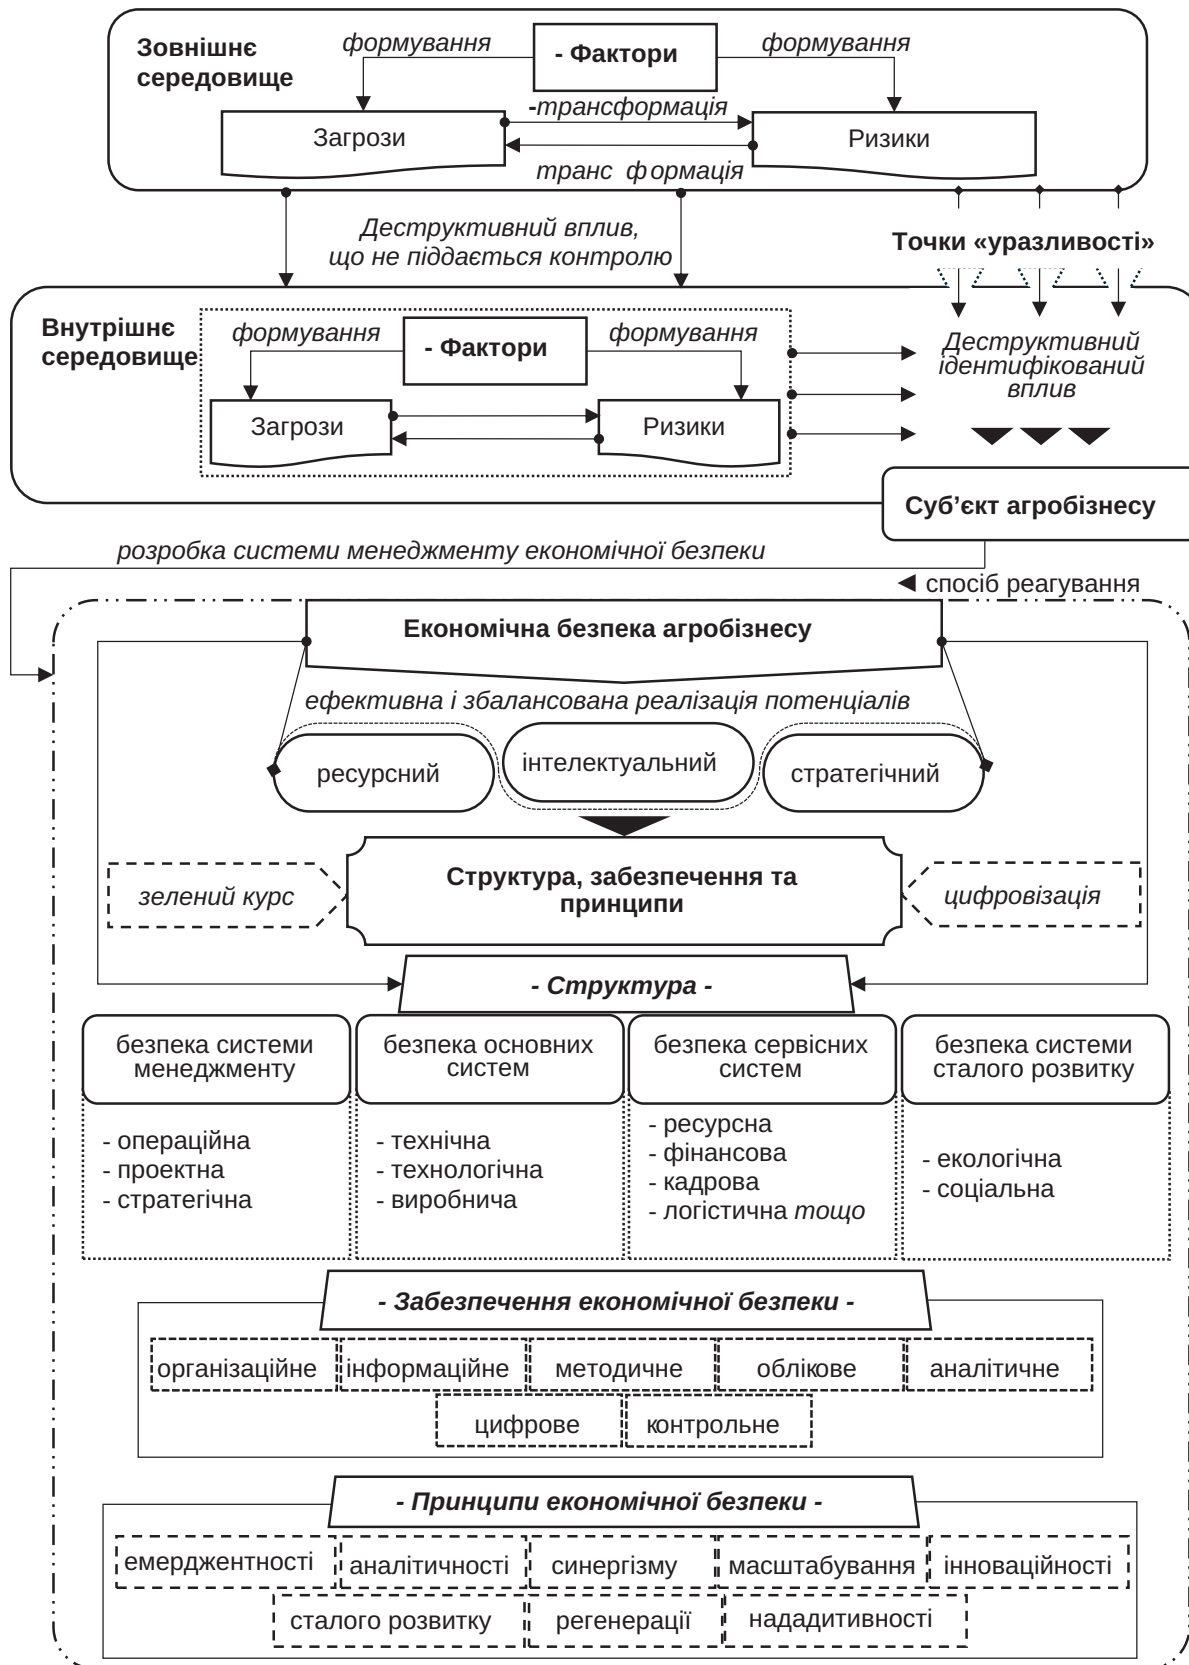 Зовнішнє
середовище
формування
- Фактори
формування
Загрози
-трансформація
Ризики
транс формація
Деструктивний вплив,
що не піддається контролю
Точки «уразливості»
Внутрішнє
середовище
формування
- Фактори
формування
Загрози
Ризики
Деструктивний
ідентифікований
вплив
Суб’єкт агробізнесу
розробка системи менеджменту економічної безпеки
спосіб реагування
Економічна безпека агробізнесу
ефективна і збалансована реалізація потенціалів
ресурсний
інтелектуальний
стратегічний
зелений курс
Структура, забезпечення та
принципи
цифровізація
- Структура -
безпека системи
менеджменту
- операційна
- проектна
- стратегічна
безпека основних
систем
- технічна
- технологічна
- виробнича
безпека сервісних
систем
- ресурсна
- фінансова
- кадрова
- логістична тощо
безпека системи
сталого розвитку
- екологічна
- соціальна
- Забезпечення економічної безпеки -
організаційне
інформаційне
методичне
облікове
аналітичне
цифрове
контрольне
- Принципи економічної безпеки -
емерджентності
аналітичності
синергізму
масштабування
інноваційності
сталого розвитку
регенерації
нададитивності